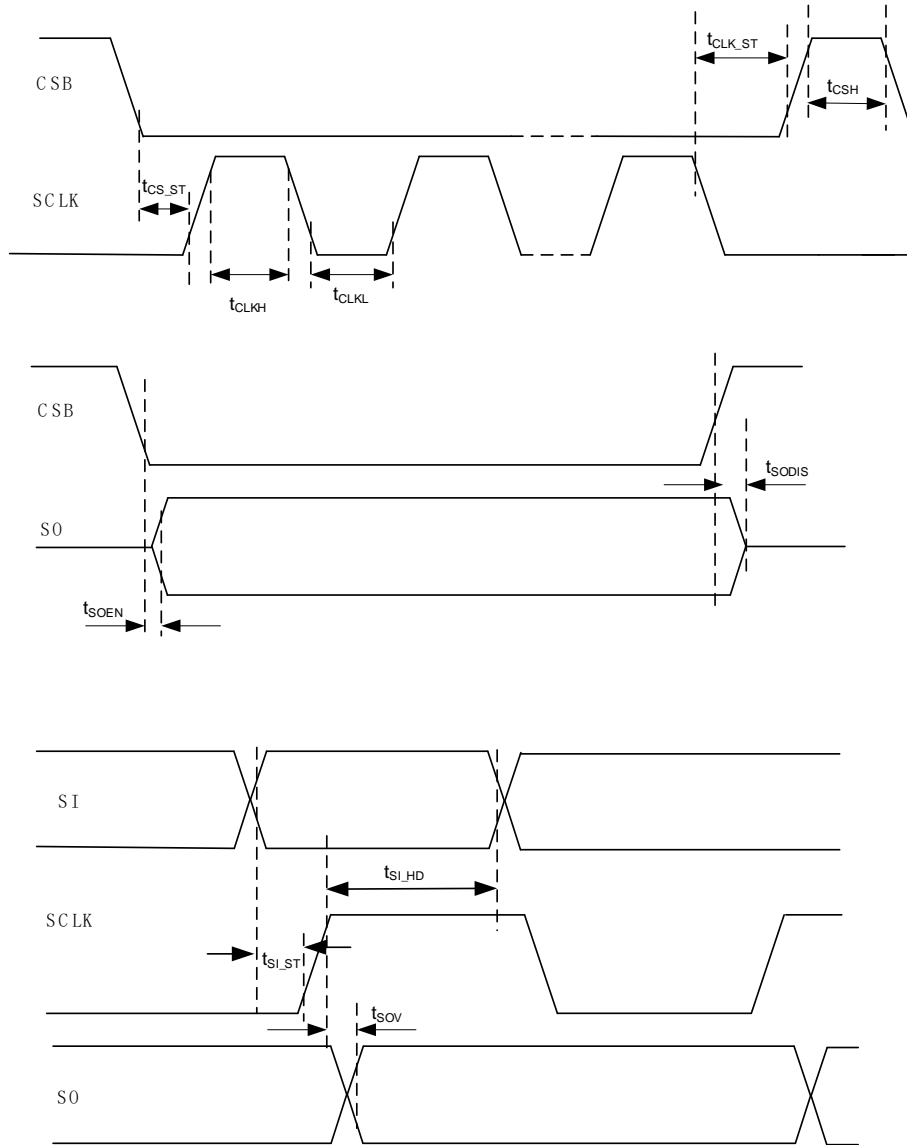 CSB
tCLK_ST
tCSH
tCS_ST
SCLK
tCLKH
tCLKL
CSB
tSODIS
SO
tSOEN
SI
tSI_HD
SCLK
tSI_ST
tSOV
SO